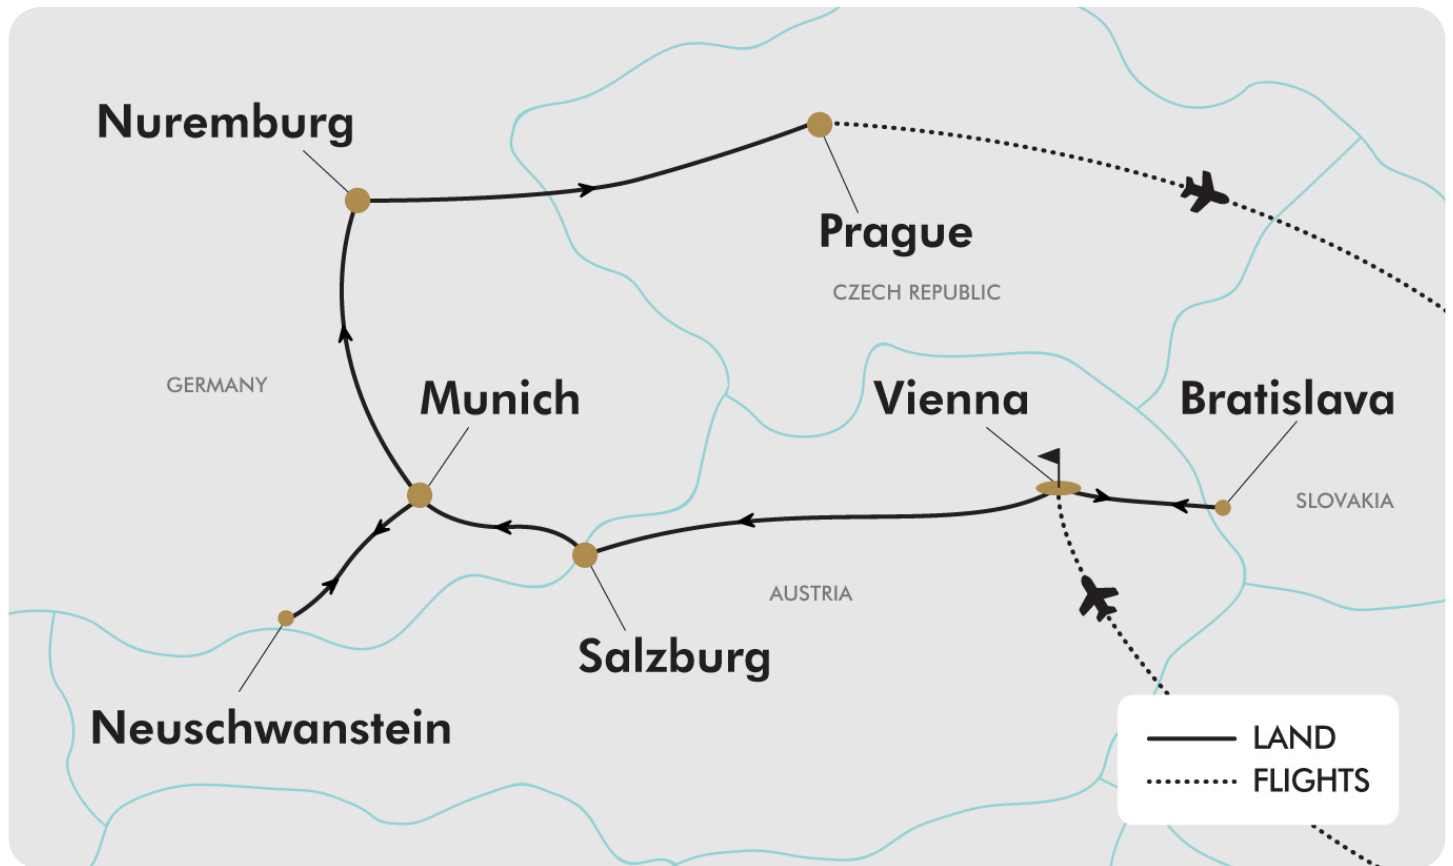 Nuremburg
Prague
CZECH REPUBLIC
GERMANY
Munich
Vienna
Bratislava
SLOVAKIA
AUSTRIA
Salzburg
Neuschwanstein
LAND
FLIGHTS